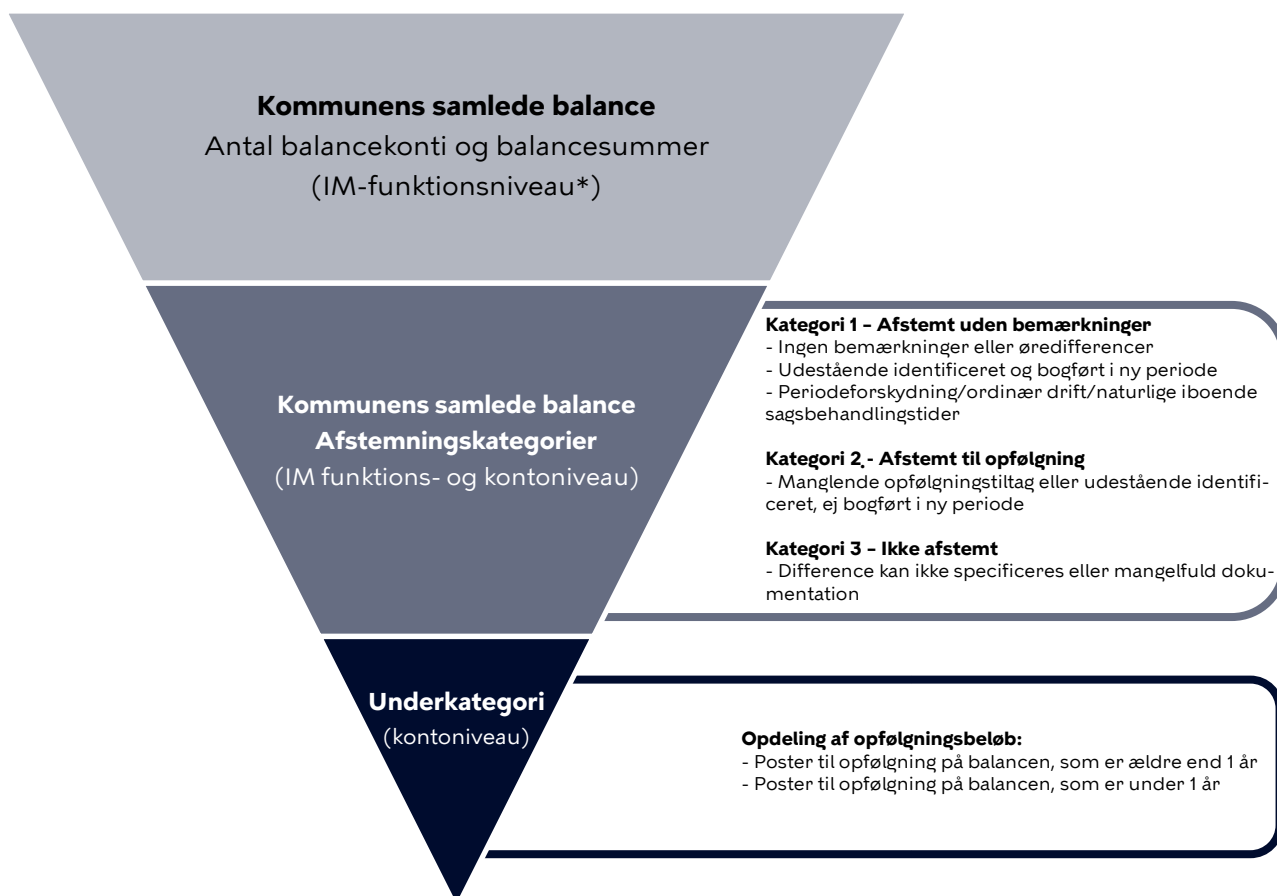 Kommunens samlede balance
Antal balancekonti og balancesummer
(IM-funktionsniveau*)
Kommunens samlede balance
Afstemningskategorier
(IM funktions- og kontoniveau)
Kategori 1 – Afstemt uden bemærkninger
- Ingen bemærkninger eller øredifferencer
- Udestående identificeret og bogført i ny periode
- Periodeforskydning/ordinær drift/naturlige iboende
sagsbehandlingstider
Kategori 2 - Afstemt til opfølgning
- Manglende opfølgningstiltag eller udestående identifi-
ceret, ej bogført i ny periode
Kategori 3 – Ikke afstemt
- Difference kan ikke specificeres eller mangelfuld doku-
mentation
Underkategori
(kontoniveau)
Opdeling af opfølgningsbeløb:
- Poster til opfølgning på balancen, som er ældre end 1 år
- Poster til opfølgning på balancen, som er under 1 år